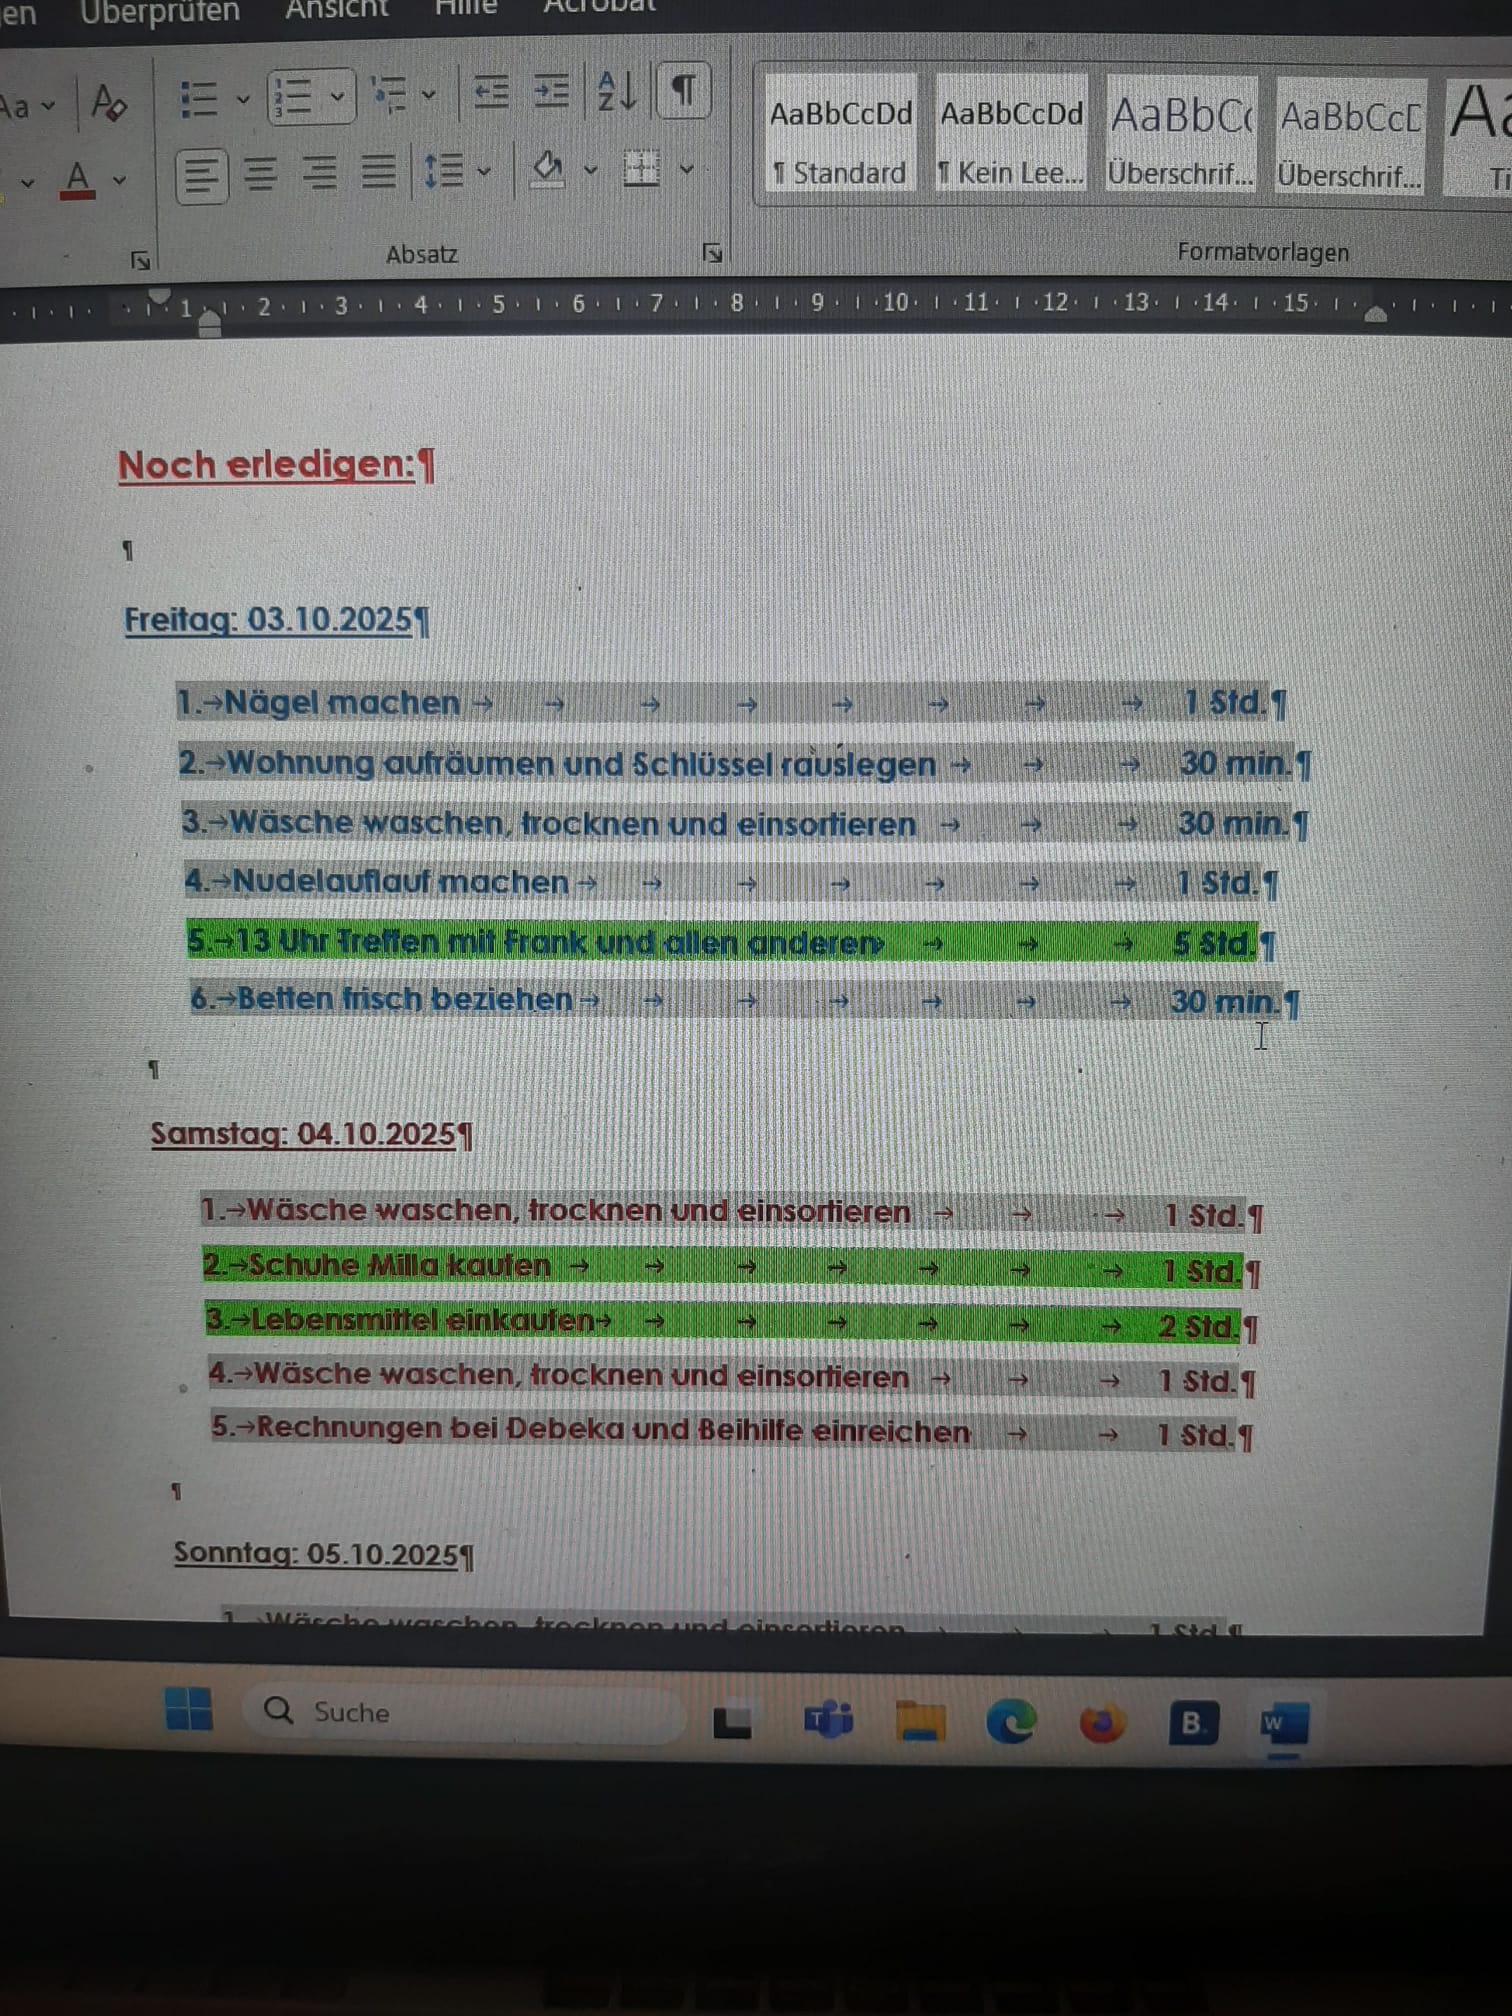 en Überprüfen Ansicht Hilfe Acrobat
Aa
AaBbCcDd AaBbCcDd AaBbC AaBbCc
¶ Standard ¶ Kein Lee... Überschrif... Überschrif... Ti
Absatz Formatvorlagen
1 2 3 4 5 6 7 8 9 10 11 12 13 14 15
Noch erledigen:¶
¶
Freitag: 03.10.2025¶
1.→Nägel machen → → → → → → → → 1 Std.¶
2.→Wohnung aufräumen und Schlüssel rauslegen → → → 30 min.¶
3.→Wäsche waschen, trocknen und einsortieren → → → 30 min.¶
4.→Nudelauflauf machen → → → → → → → 1 Std.¶
5.→13 Uhr Treffen mit Frank und allen anderen→ → → → 5 Std.¶
6.→Betten frisch beziehen → → → → → → → 30 min.¶
¶
Samstag: 04.10.2025¶
1.→Wäsche waschen, trocknen und einsortieren → → → 1 Std.¶
2.→Schuhe Milla kaufen → → → → → → → 1 Std.¶
3.→Lebensmittel einkaufen→ → → → → → → 2 Std.¶
4.→Wäsche waschen, trocknen und einsortieren → → → 1 Std.¶
5.→Rechnungen bei Debeka und Beihilfe einreichen → → 1 Std.¶
¶
Sonntag: 05.10.2025¶
1.→Wäsche waschen, trocknen und einsortieren → → → 1 Std.¶
Suche T B. W